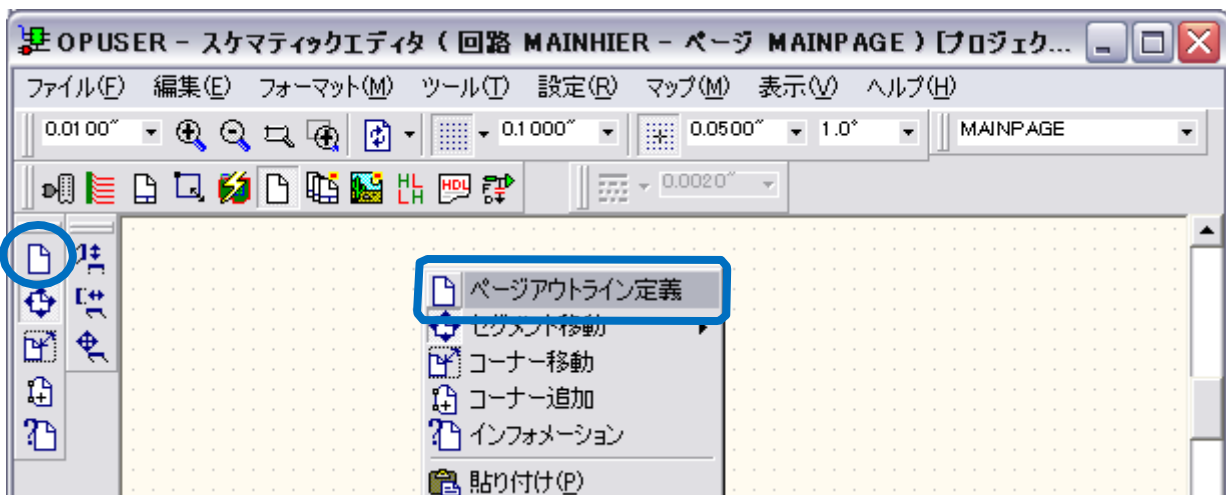 OPUSER - スケマティックエディタ ( 回路 MAINHIER - ページ MAINPAGE ) [プロジェク...
ファイル(F) 編集(E) フォーマット(M) ツール(T) 設定(R) マップ(M) 表示(V) ヘルプ(H)
0.0100" 0.1000" 0.0500" 1.0° MAINPAGE
HL LH HDL 0.0020"
ページアウトライン定義
セグメント移動
コーナー移動
コーナー追加
インフォメーション
貼り付け(P)